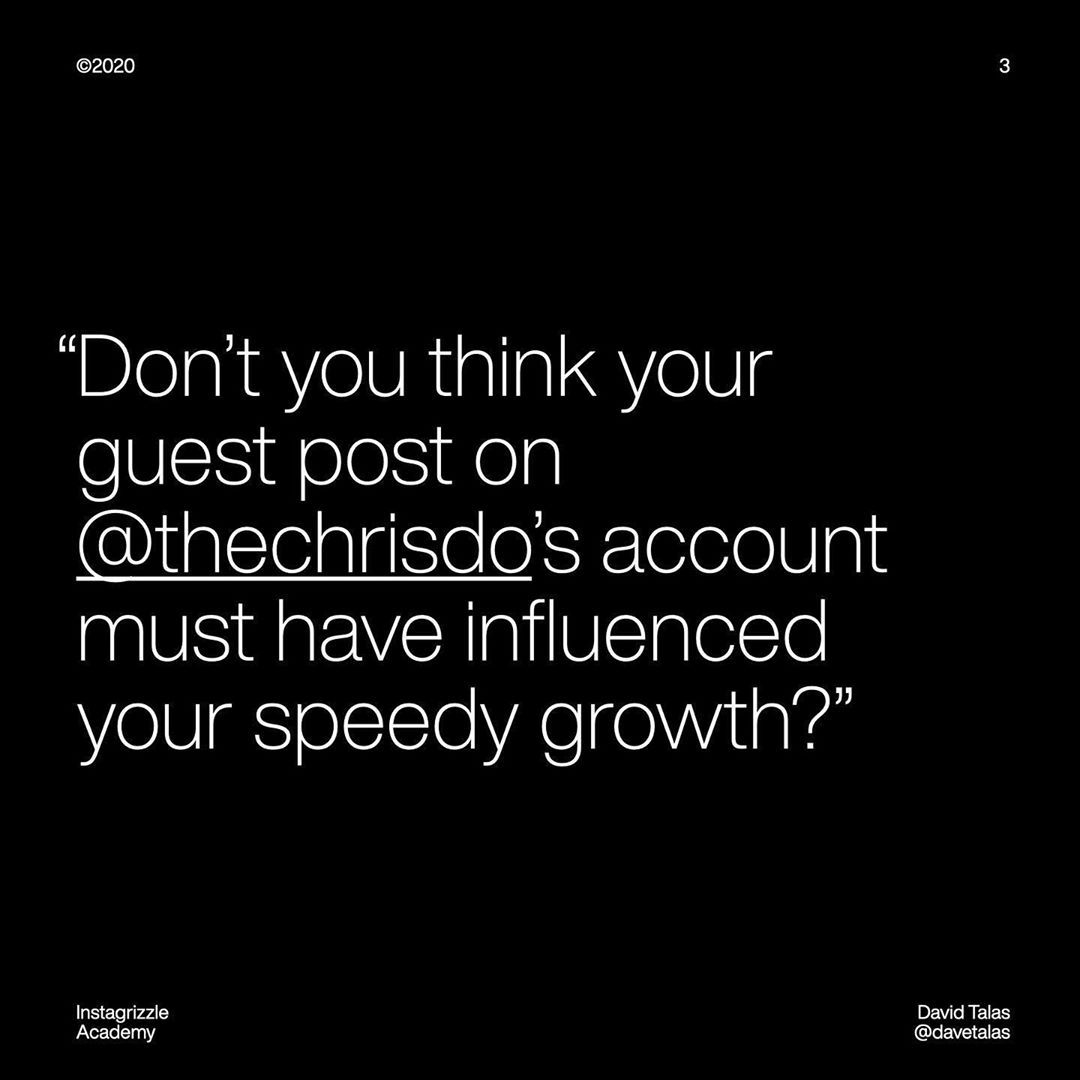 ©2020
3
“Don’t you think your
guest post on
@thechrisdo’s account
must have influenced
your speedy growth?”
Instagrizzle
Academy
David Talas
@davetalas